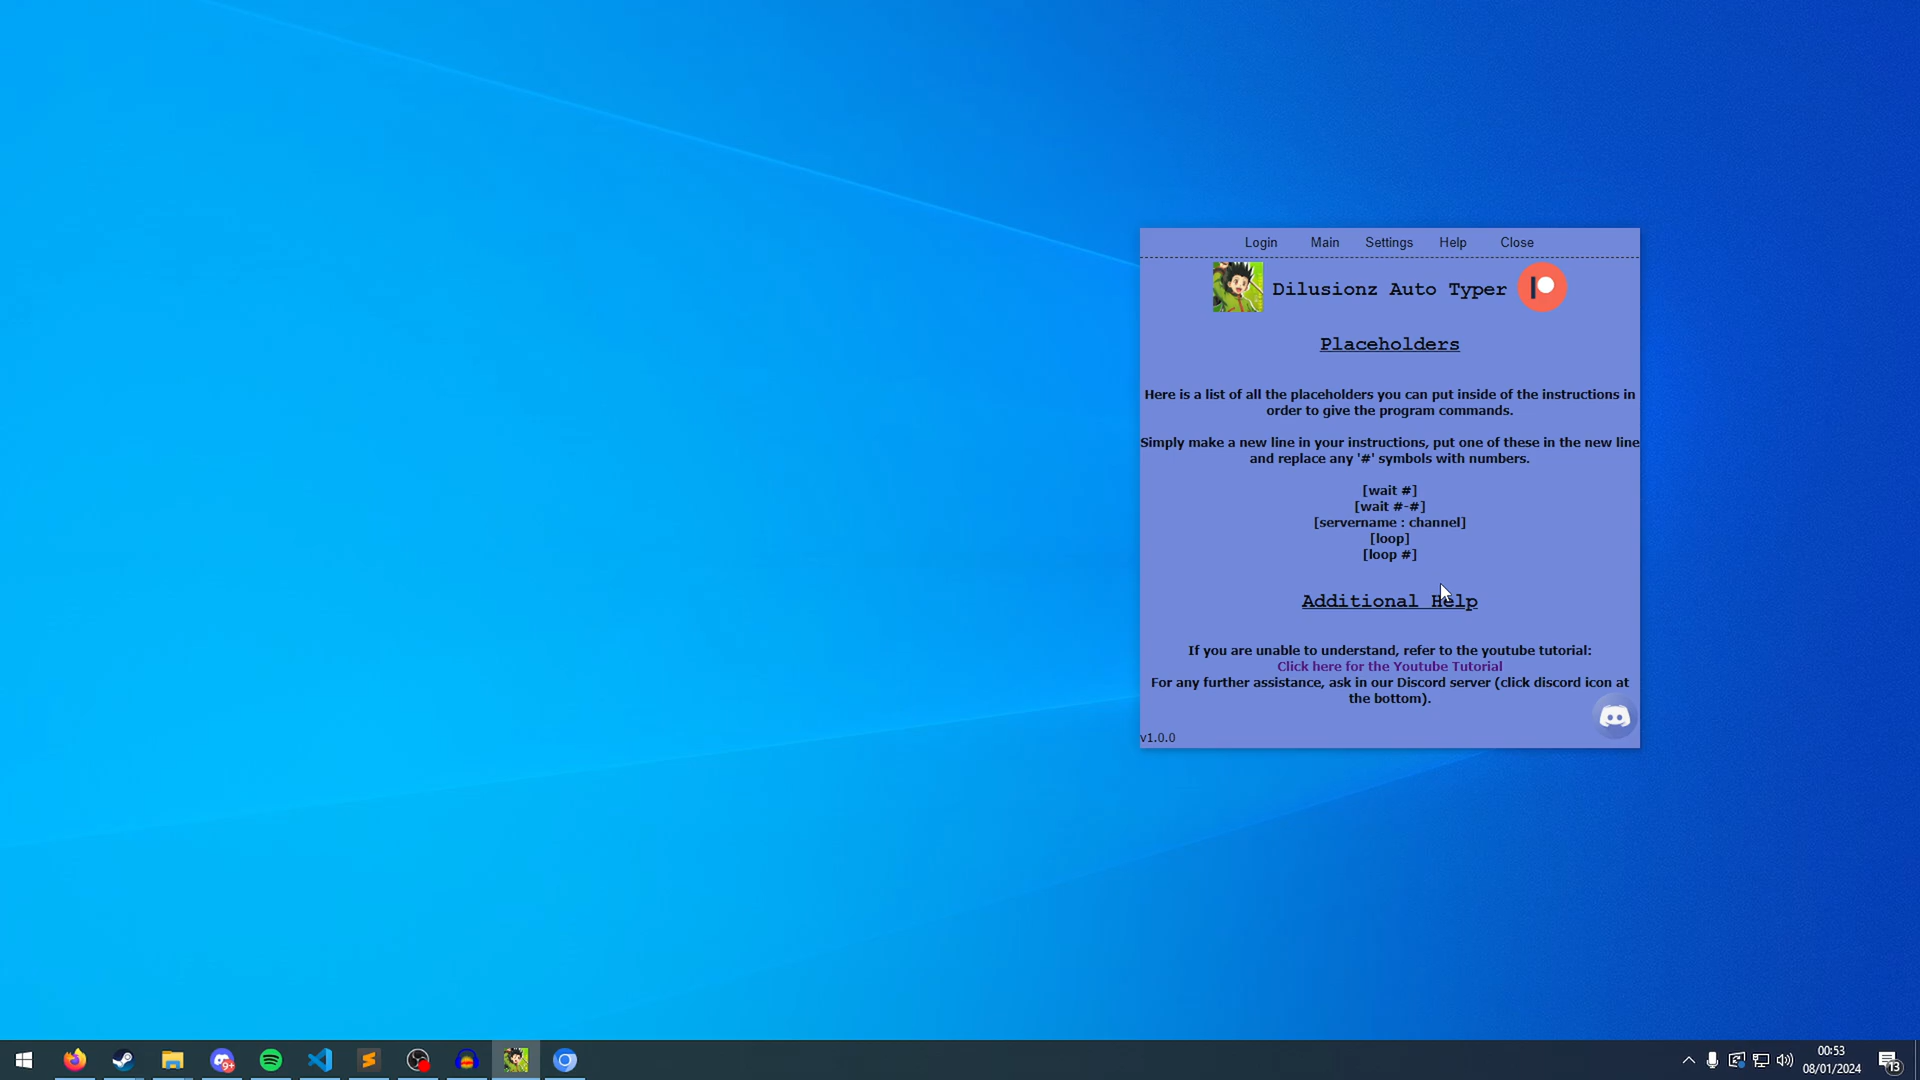 Login Main Settings Help Close
Dilusionz Auto Typer
Placeholders
Here is a list of all the placeholders you can put inside of the instructions in
order to give the program commands.
Simply make a new line in your instructions, put one of these in the new line
and replace any '#' symbols with numbers.
[wait #]
[wait #-#]
[servername : channel]
[loop]
[loop #]
Additional Help
If you are unable to understand, refer to the youtube tutorial:
Click here for the Youtube Tutorial
For any further assistance, ask in our Discord server (click discord icon at
the bottom).
v1.0.0
9+
00:53
08/01/2024
13